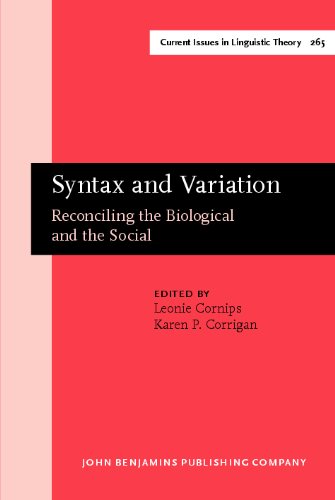 Current Issues in Linguistic Theory 265
Syntax and Variation
Reconciling the Biological
and the Social
EDITED BY
Leonie Cornips
Karen P. Corrigan
JOHN BENJAMINS PUBLISHING COMPANY